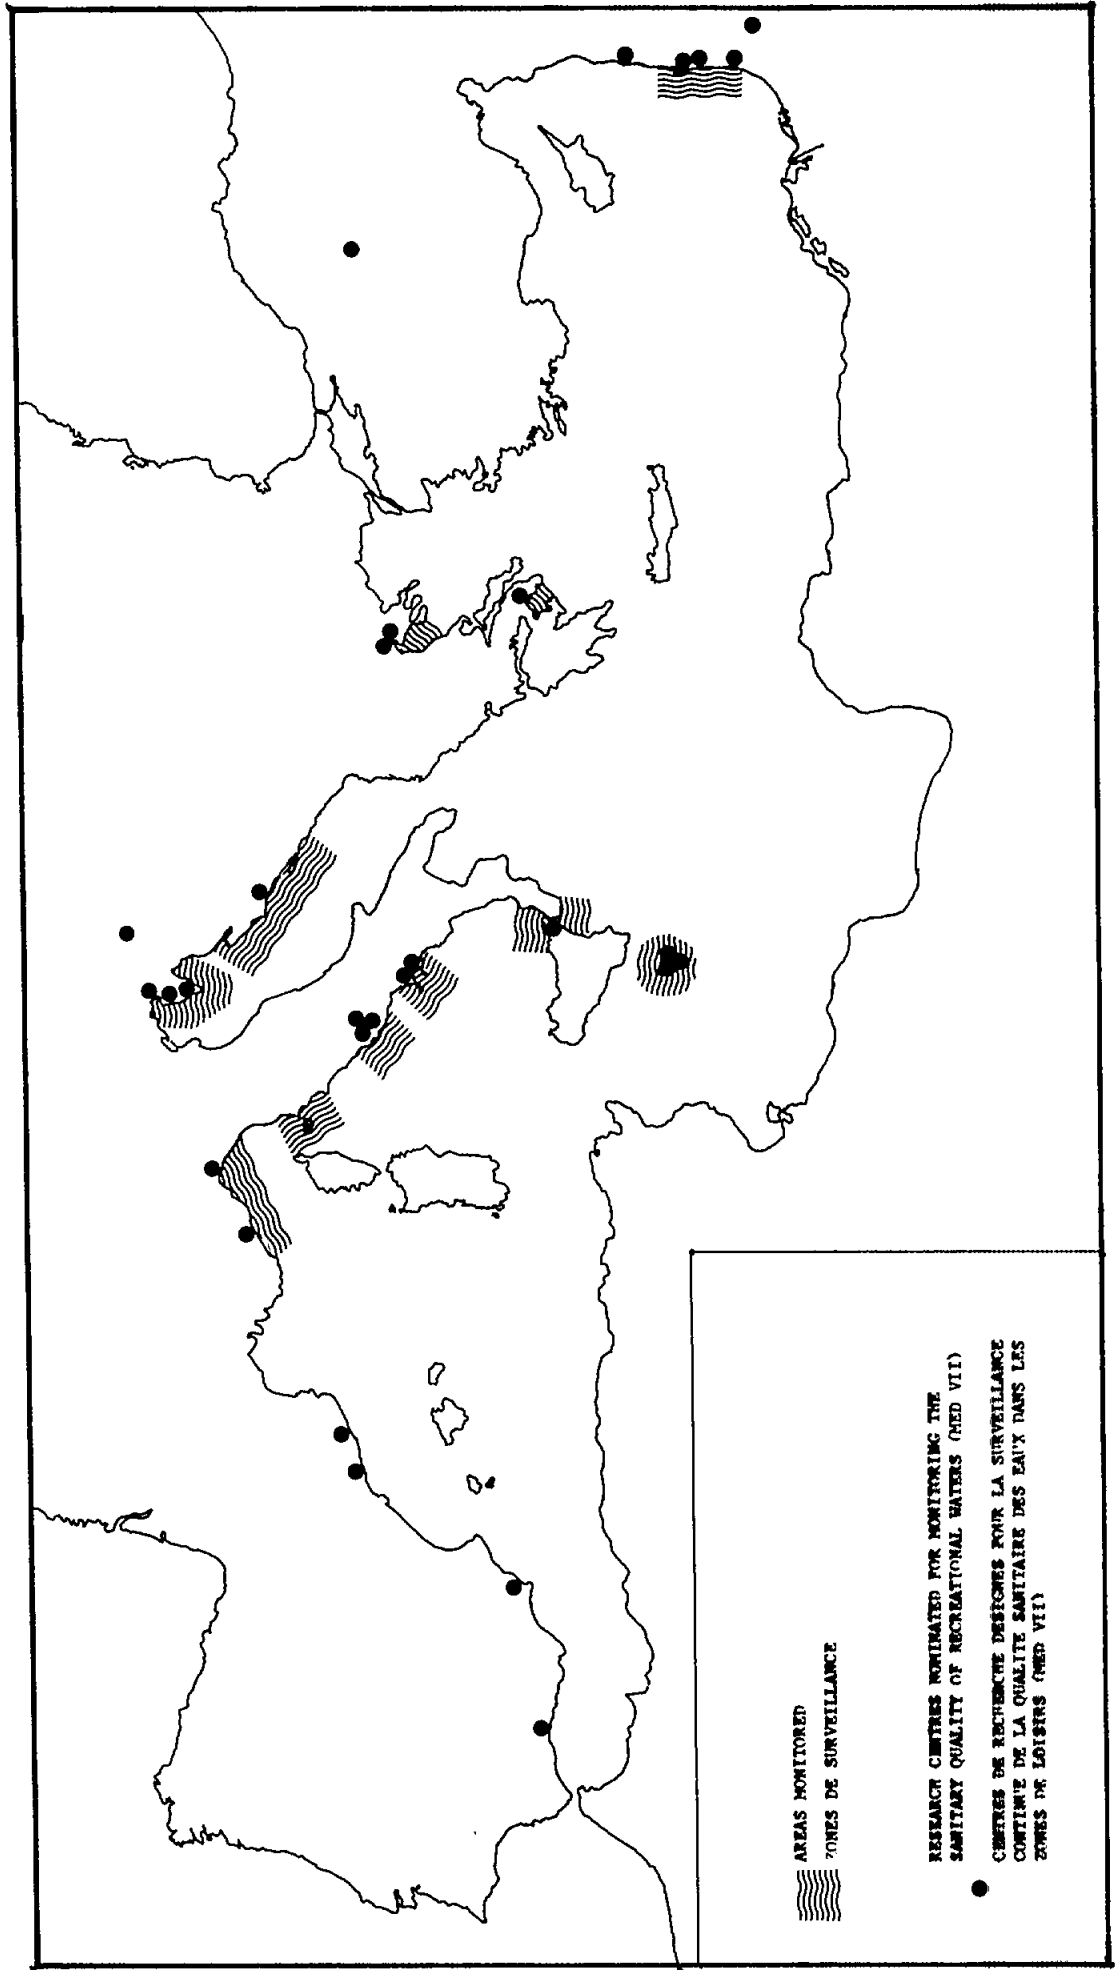 AREAS MONITORED
ZONES DE SURVEILLANCE
RESEARCH CENTRES NOMINATED FOR MONITORING THE
SANITARY QUALITY OF RECREATIONAL WATERS (MED VII)
CENTRES DE RECHERCHE DESIGNES POUR LA SURVEILLANCE
CONTINUE DE LA QUALITE SANITAIRE DES EAUX DANS LES
ZONES DE LOISIRS (MED VII)